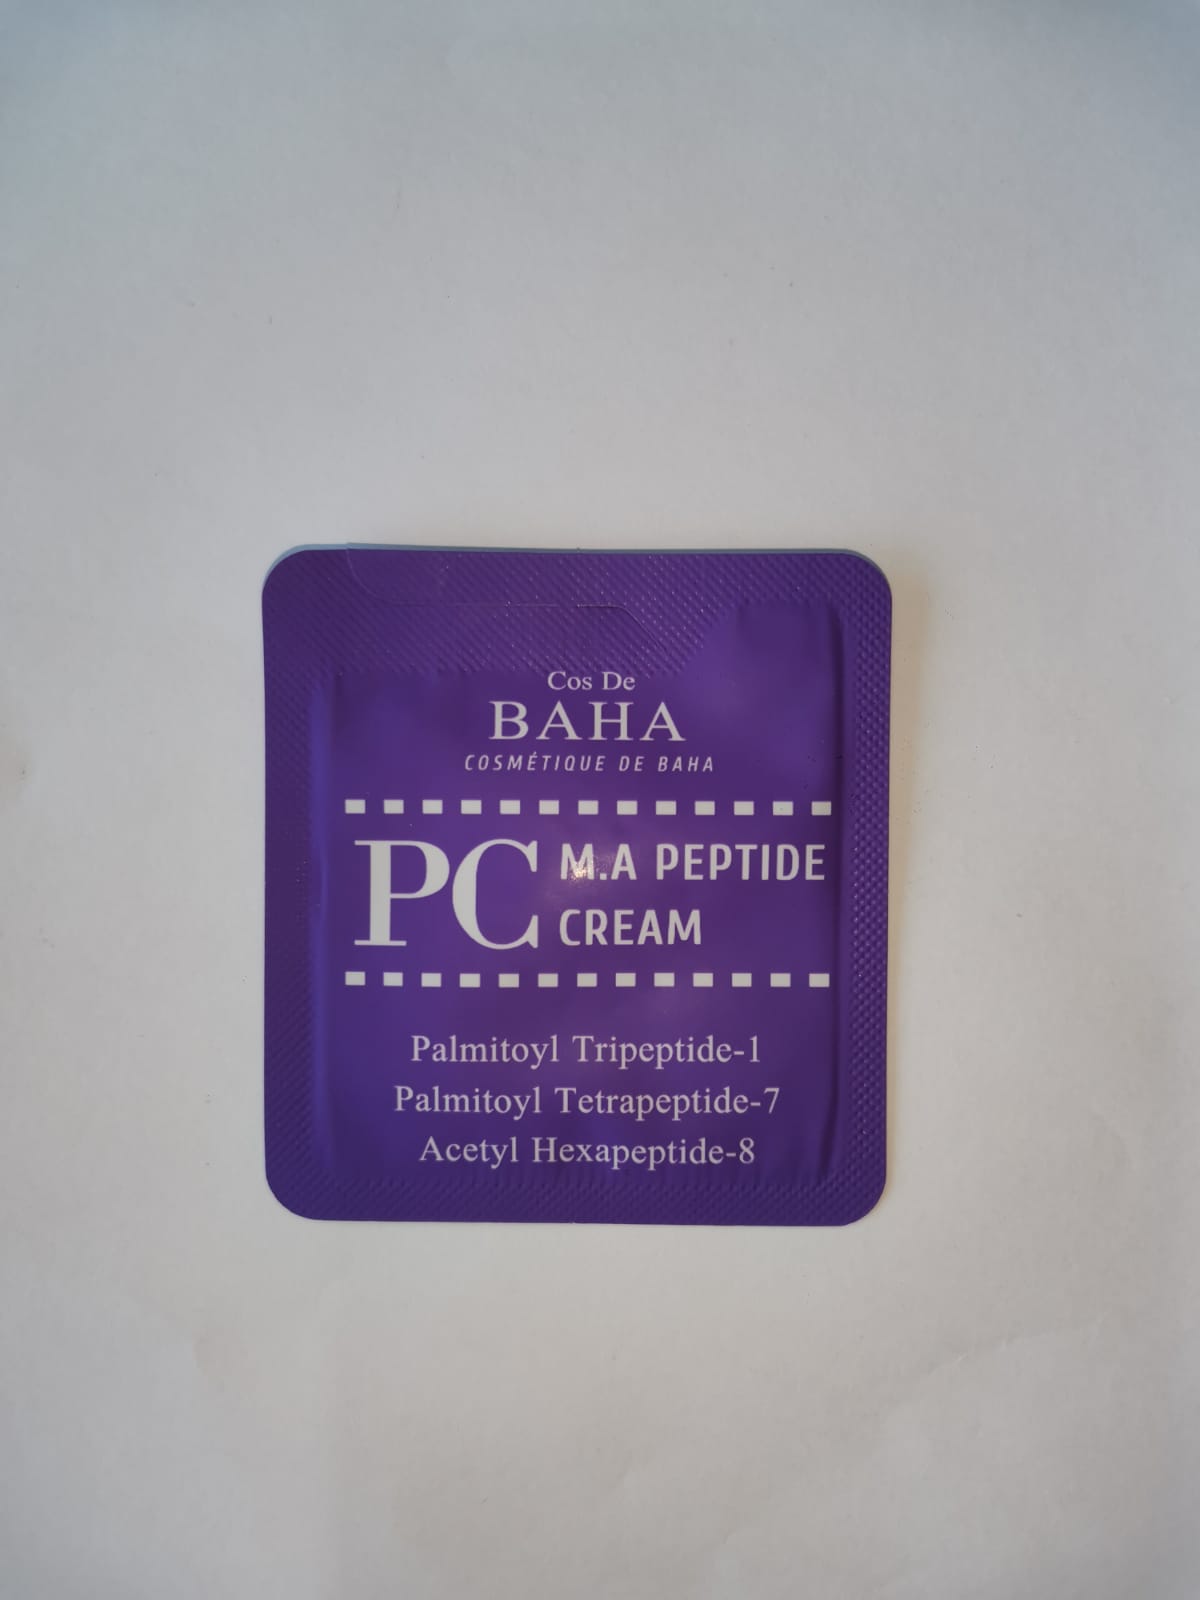 Cos De
BAHA
COSMÉTIQUE DE BAHA
PC M.A PEPTIDE
CREAM
Palmitoyl Tripeptide-1
Palmitoyl Tetrapeptide-7
Acetyl Hexapeptide-8